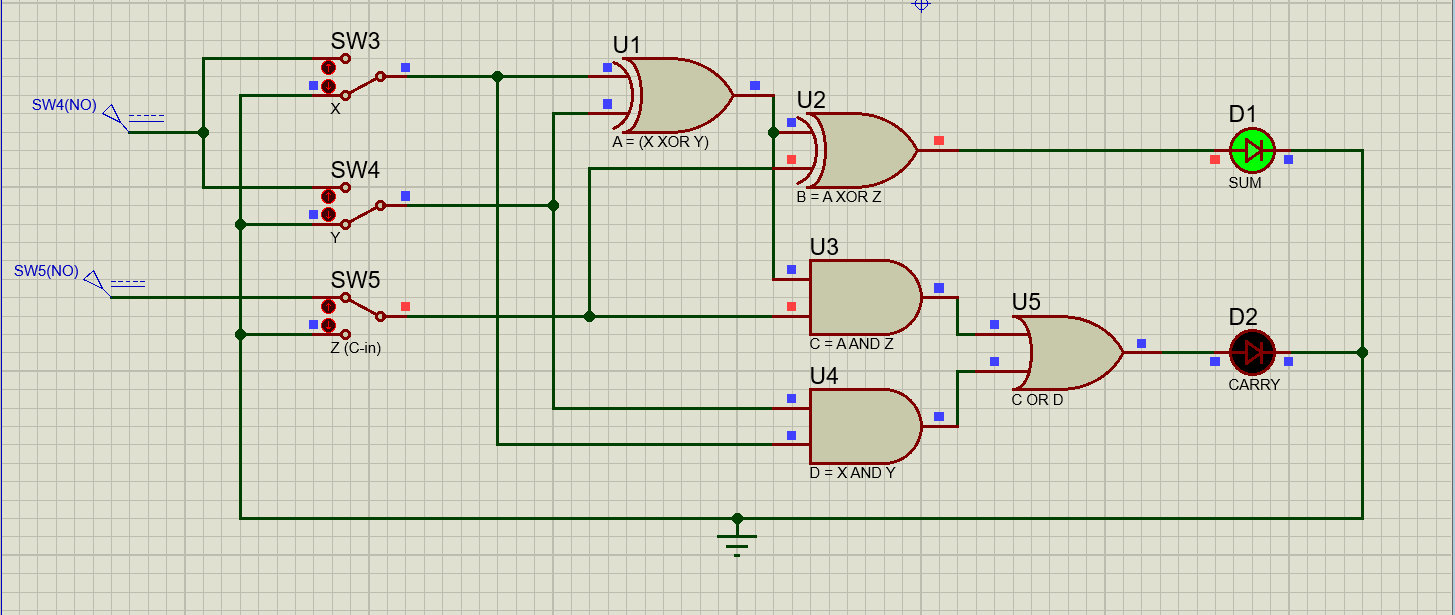 SW3
U1
SW4(NO)
X
A = (X XOR Y)
U2
D1
SW4
B = A XOR Z
SUM
Y
SW5(NO)
SW5
U3
Z (C-in)
C = A AND Z
U5
D2
U4
C OR D
CARRY
D = X AND Y